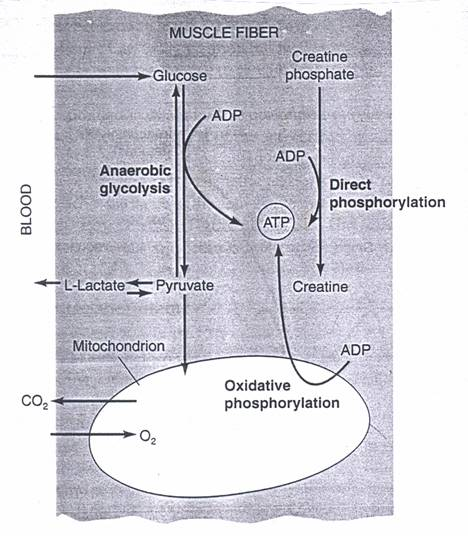 MUSCLE FIBER
Glucose
Creatine
phosphate
ADP
Anaerobic
glycolysis
ADP
Direct
phosphorylation
BLOOD
ATP
L-Lactate
Pyruvate
Creatine
Mitochondrion
ADP
Oxidative
phosphorylation
CO2
O2